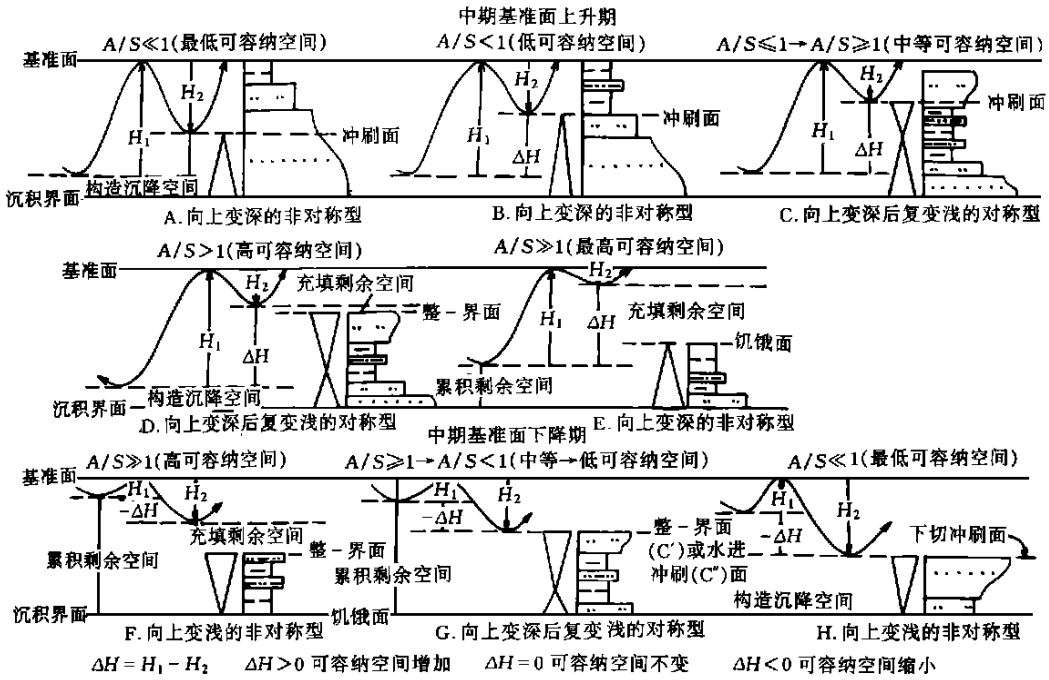 中期基准面上升期
A/S≪1(最低可容纳空间)
A/S<1(低可容纳空间)
A/S⩽1→A/S⩾1(中等可容纳空间)
基准面
H₂
H₂
H₂
H₁
冲刷面
H₁
冲刷面
ΔH
H₁
冲刷面
ΔH
沉积界面
构造沉降空间
A.向上变深的非对称型
B.向上变深的非对称型
C.向上变深后复变浅的对称型
A/S>1(高可容纳空间)
A/S≫1(最高可容纳空间)
基准面
H₂
充填剩余空间
H₂
整一界面
充填剩余空间
H₁
ΔH
H₁
ΔH
饥饿面
累积剩余空间
沉积界面
构造沉降空间
D.向上变深后复变浅的对称型
E.向上变深的非对称型
中期基准面下降期
A/S≫1(高可容纳空间)
A/S⩾1→A/S<1(中等→低可容纳空间)
A/S≪1(最低可容纳空间)
基准面
H₁
H₂
-ΔH
H₁
H₂
-ΔH
H₁
H₂
-ΔH
充填剩余空间
累积剩余空间
整一界面
累积剩余空间
整一界面
(C′)或水进
冲刷(C″)面
下切冲刷面
构造沉降空间
沉积界面
饥饿面
F.向上变浅的非对称型
G.向上变深后复变浅的对称型
H.向上变浅的非对称型
ΔH=H₁-H₂ ΔH>0可容纳空间增加 ΔH=0可容纳空间不变 ΔH<0可容纳空间缩小